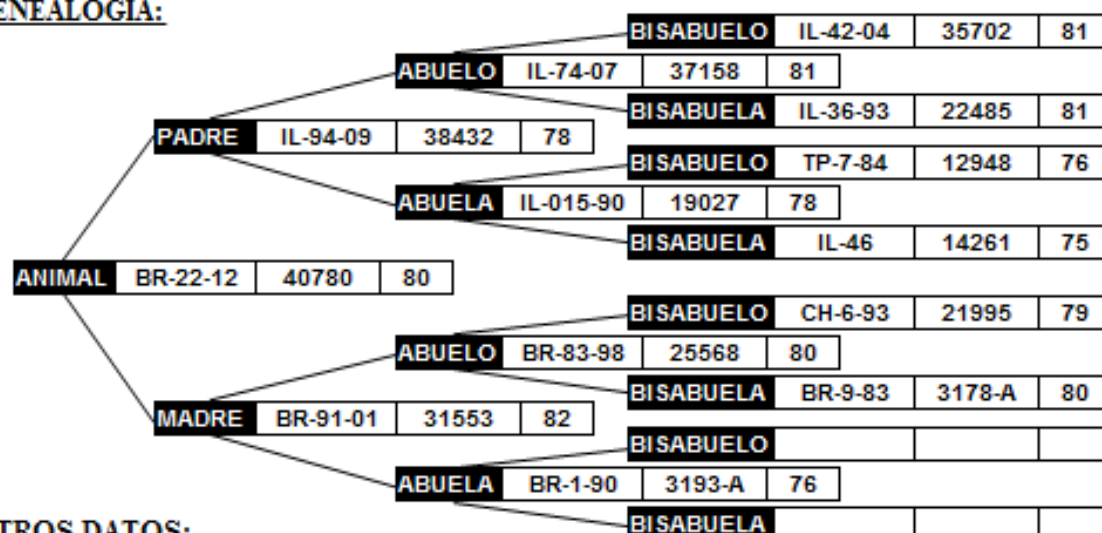 ENEALOGÍA:
BISABUELO IL-42-04 35702 81
ABUELO IL-74-07 37158 81
BISABUELA IL-36-93 22485 81
PADRE IL-94-09 38432 78
BISABUELO TP-7-84 12948 76
ABUELA IL-015-90 19027 78
BISABUELA IL-46 14261 75
ANIMAL BR-22-12 40780 80
BISABUELO CH-6-93 21995 79
ABUELO BR-83-98 25568 80
BISABUELA BR-9-83 3178-A 80
MADRE BR-91-01 31553 82
BISABUELO
ABUELA BR-1-90 3193-A 76
BISABUELA
TROS DATOS: